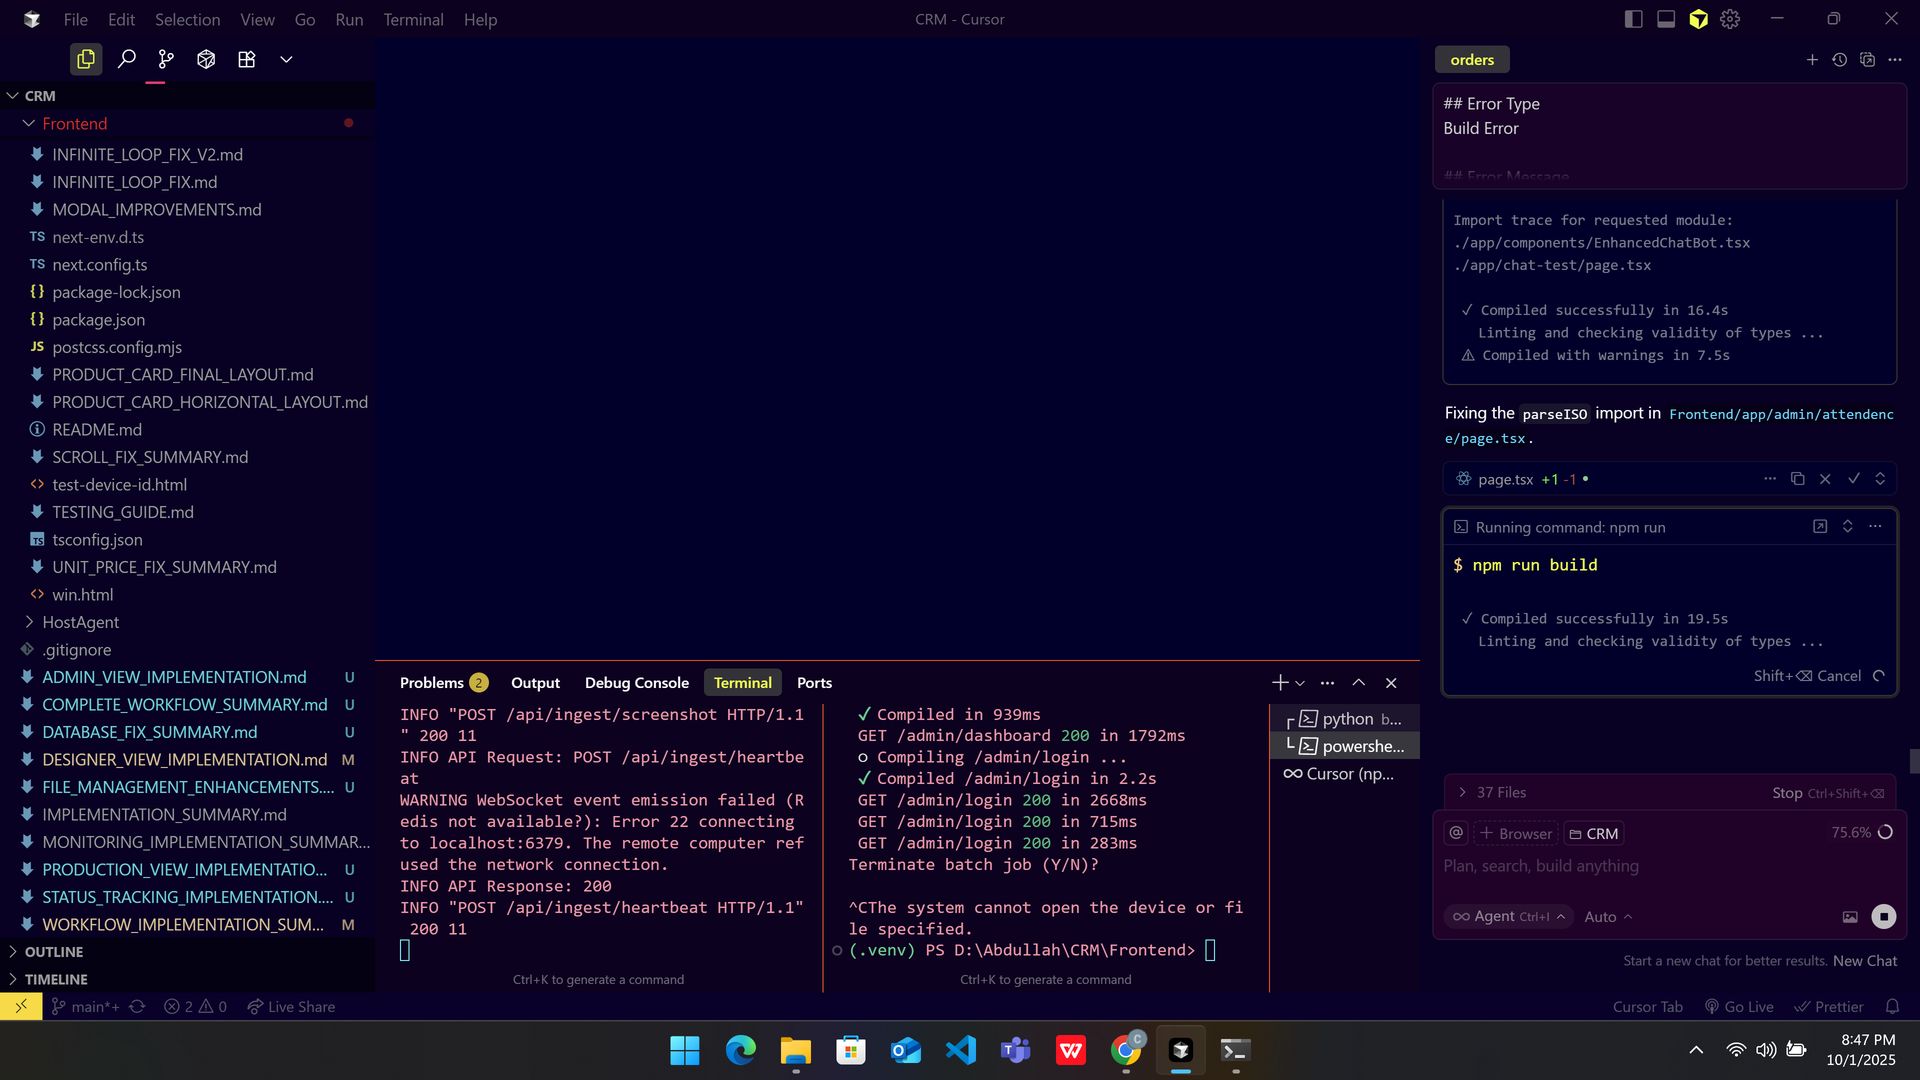 File Edit Selection View Go Run Terminal Help
CRM - Cursor
CRM
Frontend
INFINITE_LOOP_FIX_V2.md
INFINITE_LOOP_FIX.md
MODAL_IMPROVEMENTS.md
TS next-env.d.ts
TS next.config.ts
{} package-lock.json
{} package.json
JS postcss.config.mjs
PRODUCT_CARD_FINAL_LAYOUT.md
PRODUCT_CARD_HORIZONTAL_LAYOUT.md
README.md
SCROLL_FIX_SUMMARY.md
<> test-device-id.html
TESTING_GUIDE.md
TS tsconfig.json
UNIT_PRICE_FIX_SUMMARY.md
<> win.html
HostAgent
.gitignore
ADMIN_VIEW_IMPLEMENTATION.md U
COMPLETE_WORKFLOW_SUMMARY.md U
DATABASE_FIX_SUMMARY.md U
DESIGNER_VIEW_IMPLEMENTATION.md M
FILE_MANAGEMENT_ENHANCEMENTS.... U
IMPLEMENTATION_SUMMARY.md
MONITORING_IMPLEMENTATION_SUMMAR...
PRODUCTION_VIEW_IMPLEMENTATIO... U
STATUS_TRACKING_IMPLEMENTATION.... U
WORKFLOW_IMPLEMENTATION_SUM... M
OUTLINE
TIMELINE
Problems 2 Output Debug Console Terminal Ports
INFO "POST /api/ingest/screenshot HTTP/1.1
" 200 11
INFO API Request: POST /api/ingest/heartbe
at
WARNING WebSocket event emission failed (R
edis not available?): Error 22 connecting
to localhost:6379. The remote computer ref
used the network connection.
INFO API Response: 200
INFO "POST /api/ingest/heartbeat HTTP/1.1"
200 11
Ctrl+K to generate a command
✓ Compiled in 939ms
GET /admin/dashboard 200 in 1792ms
○ Compiling /admin/login ...
✓ Compiled /admin/login in 2.2s
GET /admin/login 200 in 2668ms
GET /admin/login 200 in 715ms
GET /admin/login 200 in 283ms
Terminate batch job (Y/N)?
^CThe system cannot open the device or fi
le specified.
(.venv) PS D:\Abdullah\CRM\Frontend>
Ctrl+K to generate a command
python b...
powershe...
Cursor (np...
orders
## Error Type
Build Error
## Error Message
Import trace for requested module:
./app/components/EnhancedChatBot.tsx
./app/chat-test/page.tsx
✓ Compiled successfully in 16.4s
Linting and checking validity of types ...
⚠ Compiled with warnings in 7.5s
Fixing the parseISO import in Frontend/app/admin/attendenc
e/page.tsx.
page.tsx +1 -1 •
Running command: npm run
$ npm run build
✓ Compiled successfully in 19.5s
Linting and checking validity of types ...
Shift+⌫ Cancel
37 Files Stop Ctrl+Shift+⌫
@ + Browser CRM 75.6%
Plan, search, build anything
∞ Agent Ctrl+I Auto
Start a new chat for better results. New Chat
main*+ 2 0 Live Share
Cursor Tab Go Live Prettier
8:47 PM
10/1/2025